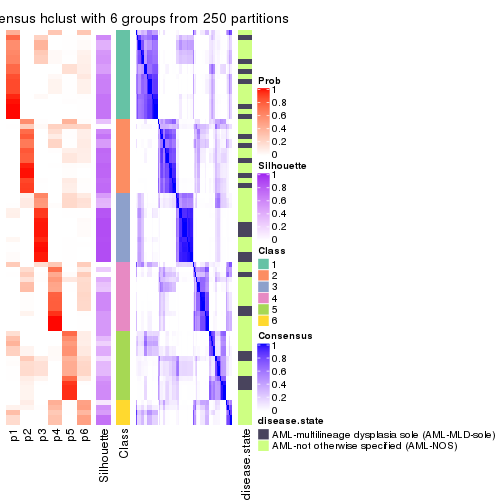 ensus hclust with 6 groups from 250 partitions
Prob
1
0.8
0.6
0.4
0.2
0
Silhouette
1
0.8
0.6
0.4
0.2
0
Class
1
2
3
4
5
6
Consensus
1
0.8
0.6
0.4
0.2
0
disease.state
AML-multilineage dysplasia sole (AML-MLD-sole)
AML-not otherwise specified (AML-NOS)
p1
p2
p3
p4
p5
p6
Silhouette
Class
disease.state